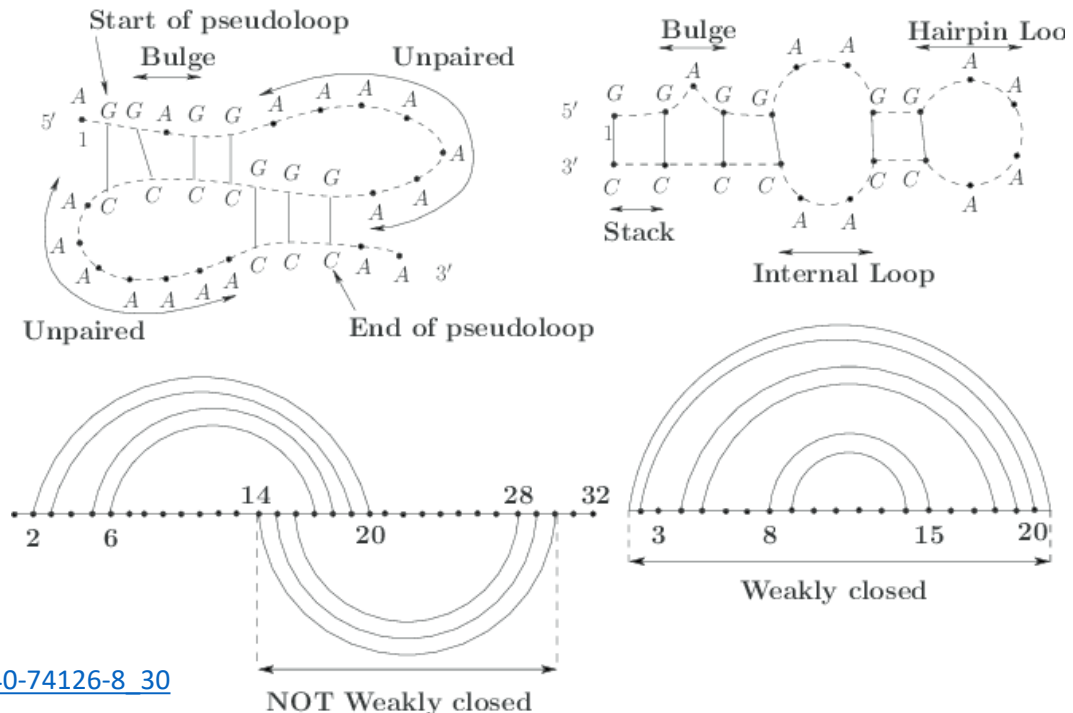 Start of pseudoloop
Bulge
Unpaired
A G G A G G A A A A A
5′
1
G G G
A
A
A
A C C C C
A
A
A A A A
C C C A A
3′
Unpaired
End of pseudoloop
Bulge
Hairpin Loo
A A
A
A
G G G G
G G
A
5′
1
3′
C C C C
C C
A A
A
A
Stack
Internal Loop
14
28
32
2
6
20
NOT Weakly closed
3
8
15
20
Weakly closed
40-74126-8_30